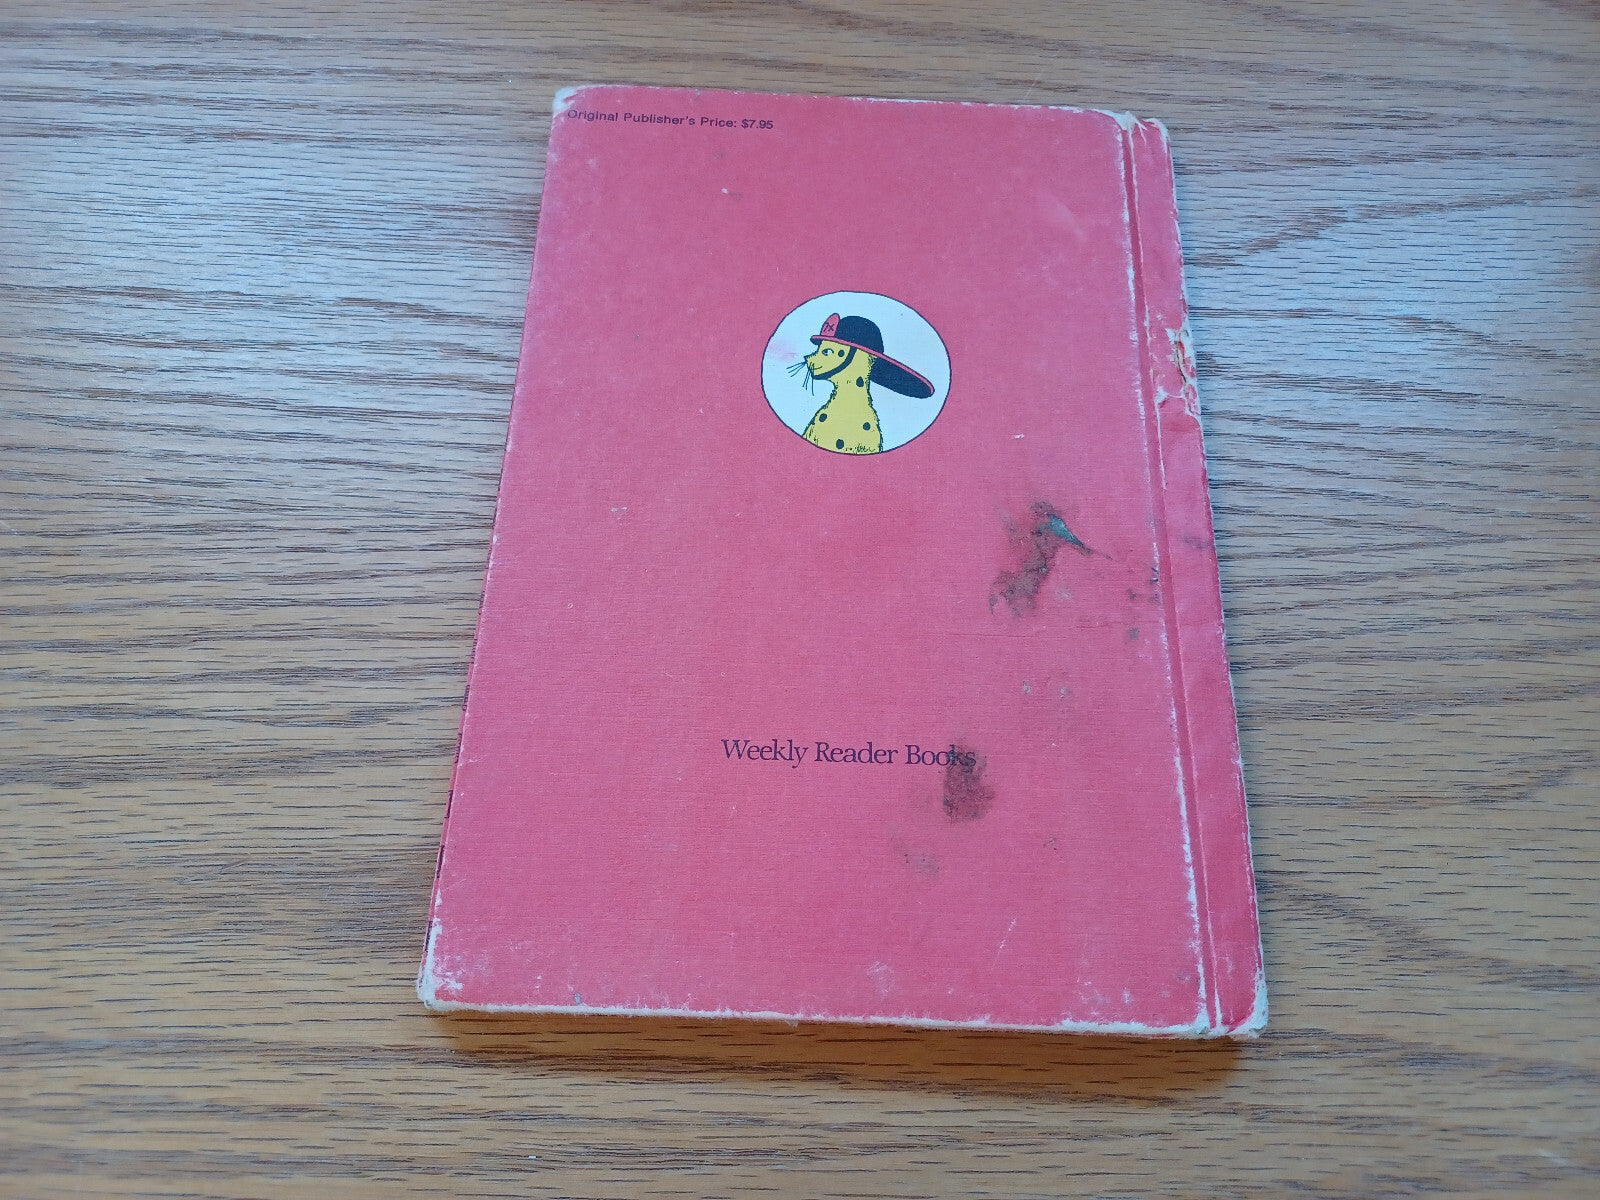 Original Publisher's Price: $7.95
Weekly Reader Books